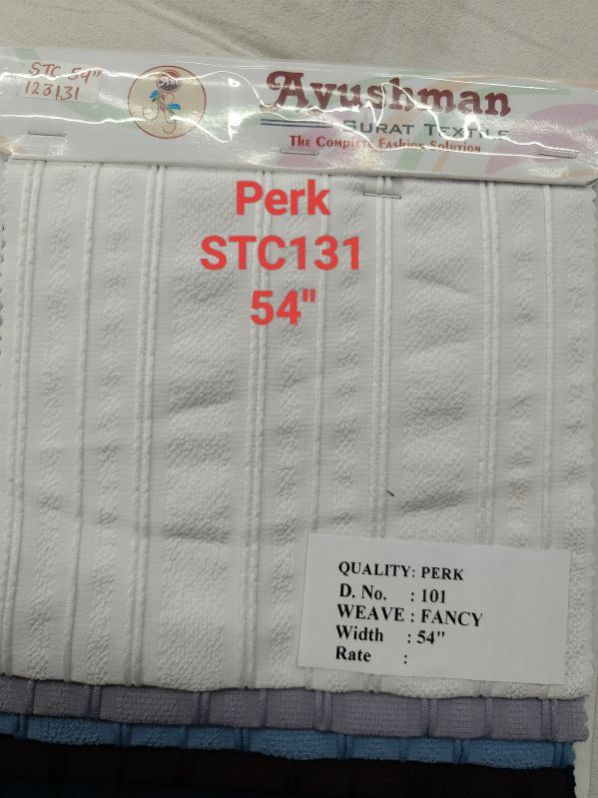 STC 54"
123131
Ayushman
SURAT TEXTILE
The Complete Fashion Solution
Perk
STC131
54"
QUALITY: PERK
D. No. : 101
WEAVE : FANCY
Width : 54"
Rate :